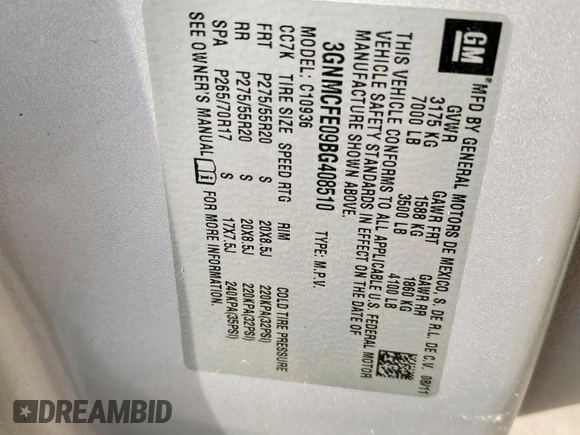 GM
MFD BY GENERAL MOTORS DE MEXICO S. DE R.L. DE C.V. 08/11
GVWR GAWR FRT GAWR RR
3175 KG 1588 KG 1860 KG
7000 LB 3500 LB 4100 LB
THIS VEHICLE CONFORMS TO ALL APPLICABLE U.S. FEDERAL MOTOR
VEHICLE SAFETY STANDARDS IN EFFECT ON THE DATE OF
MANUFACTURE SHOWN ABOVE.
3GNMCFE09BG408510 TYPE: M.P.V.
MODEL: C10936
CC7K TIRE SIZE SPEED RTG RIM COLD TIRE PRESSURE
FRT P275/55R20 S 20X8.5J 220KPA(32PSI)
RR P275/55R20 S 20X8.5J 220KPA(32PSI)
SPA P265/70R17 S 17X7.5J 240KPA(35PSI)
SEE OWNER'S MANUAL
DREAMBID